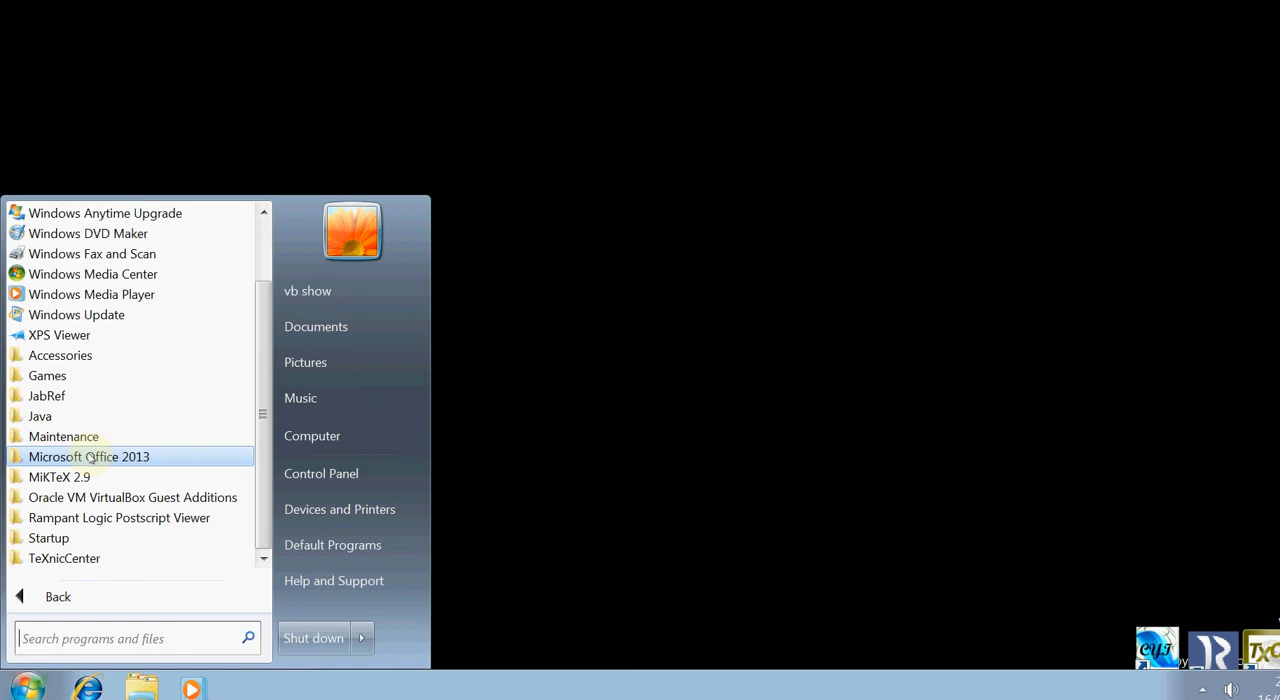 Windows Anytime Upgrade
Windows DVD Maker
Windows Fax and Scan
Windows Media Center
Windows Media Player
Windows Update
XPS Viewer
Accessories
Games
JabRef
Java
Maintenance
Microsoft Office 2013
MiKTeX 2.9
Oracle VM VirtualBox Guest Additions
Rampant Logic Postscript Viewer
Startup
TeXnicCenter
Back
Search programs and files
vb show
Documents
Pictures
Music
Computer
Control Panel
Devices and Printers
Default Programs
Help and Support
Shut down